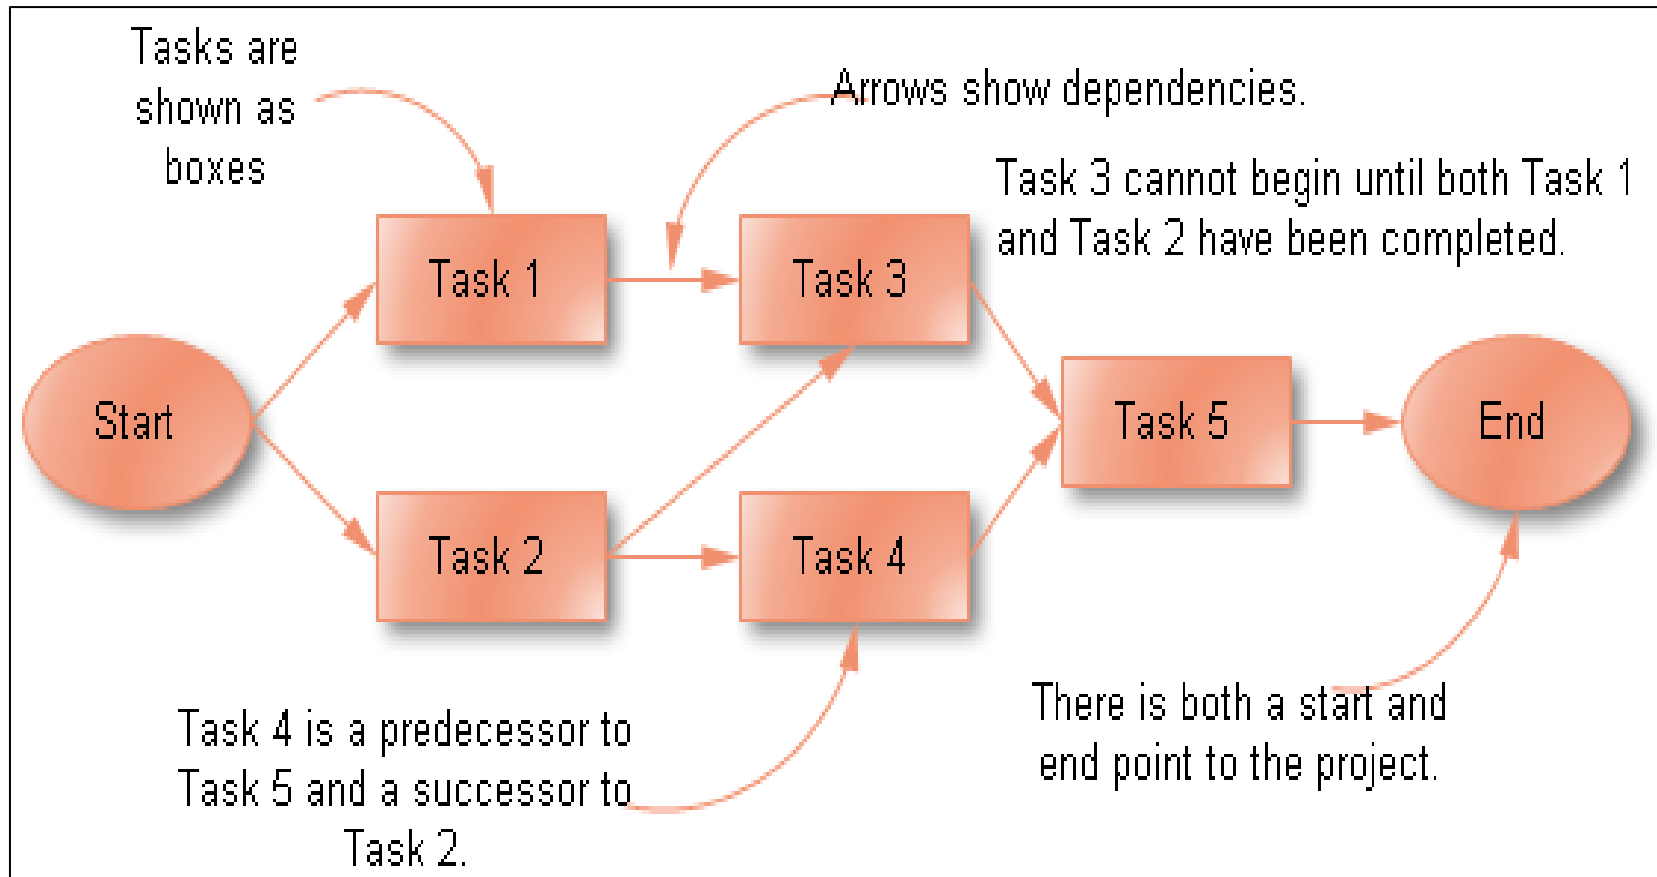 Tasks are
shown as
boxes
Arrows show dependencies.
Task 3 cannot begin until both Task 1
and Task 2 have been completed.
Task 1
Task 3
Start
Task 5
End
Task 2
Task 4
Task 4 is a predecessor to
Task 5 and a successor to
Task 2.
There is both a start and
end point to the project.